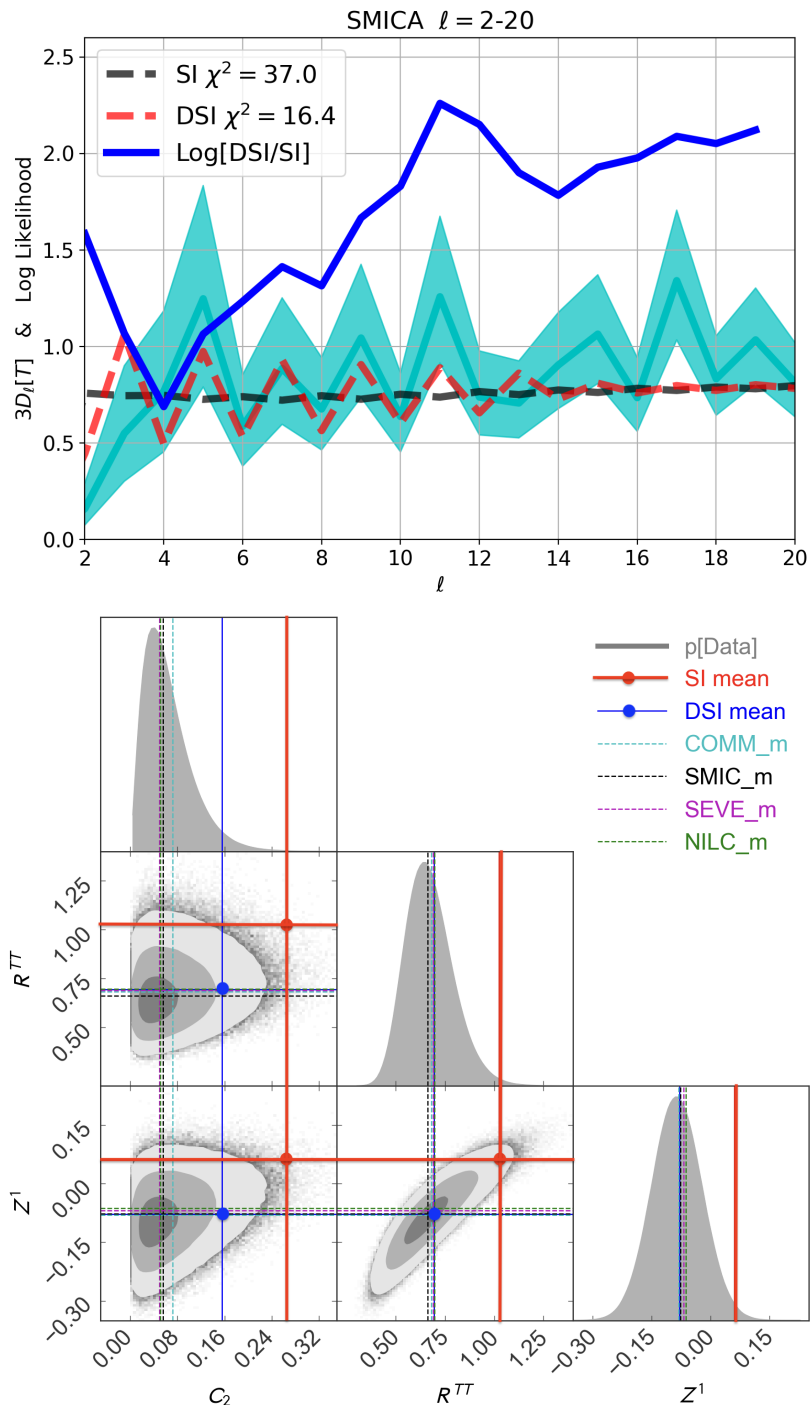 SMICA ℓ = 2-20
SI χ² = 37.0
DSI χ² = 16.4
Log[DSI/SI]
3Dₗ[T] & Log Likelihood
2.5
2.0
1.5
1.0
0.5
0.0
2 4 6 8 10 12 14 16 18 20
ℓ
p[Data]
SI mean
DSI mean
COMM_m
SMIC_m
SEVE_m
NILC_m
1.25
1.00
0.75
0.50
R^TT
0.15
0.00
−0.15
−0.30
Z¹
0.00 0.08 0.16 0.24 0.32
0.50 0.75 1.00 1.25
−0.30 −0.15 0.00 0.15
C₂
R^TT
Z¹